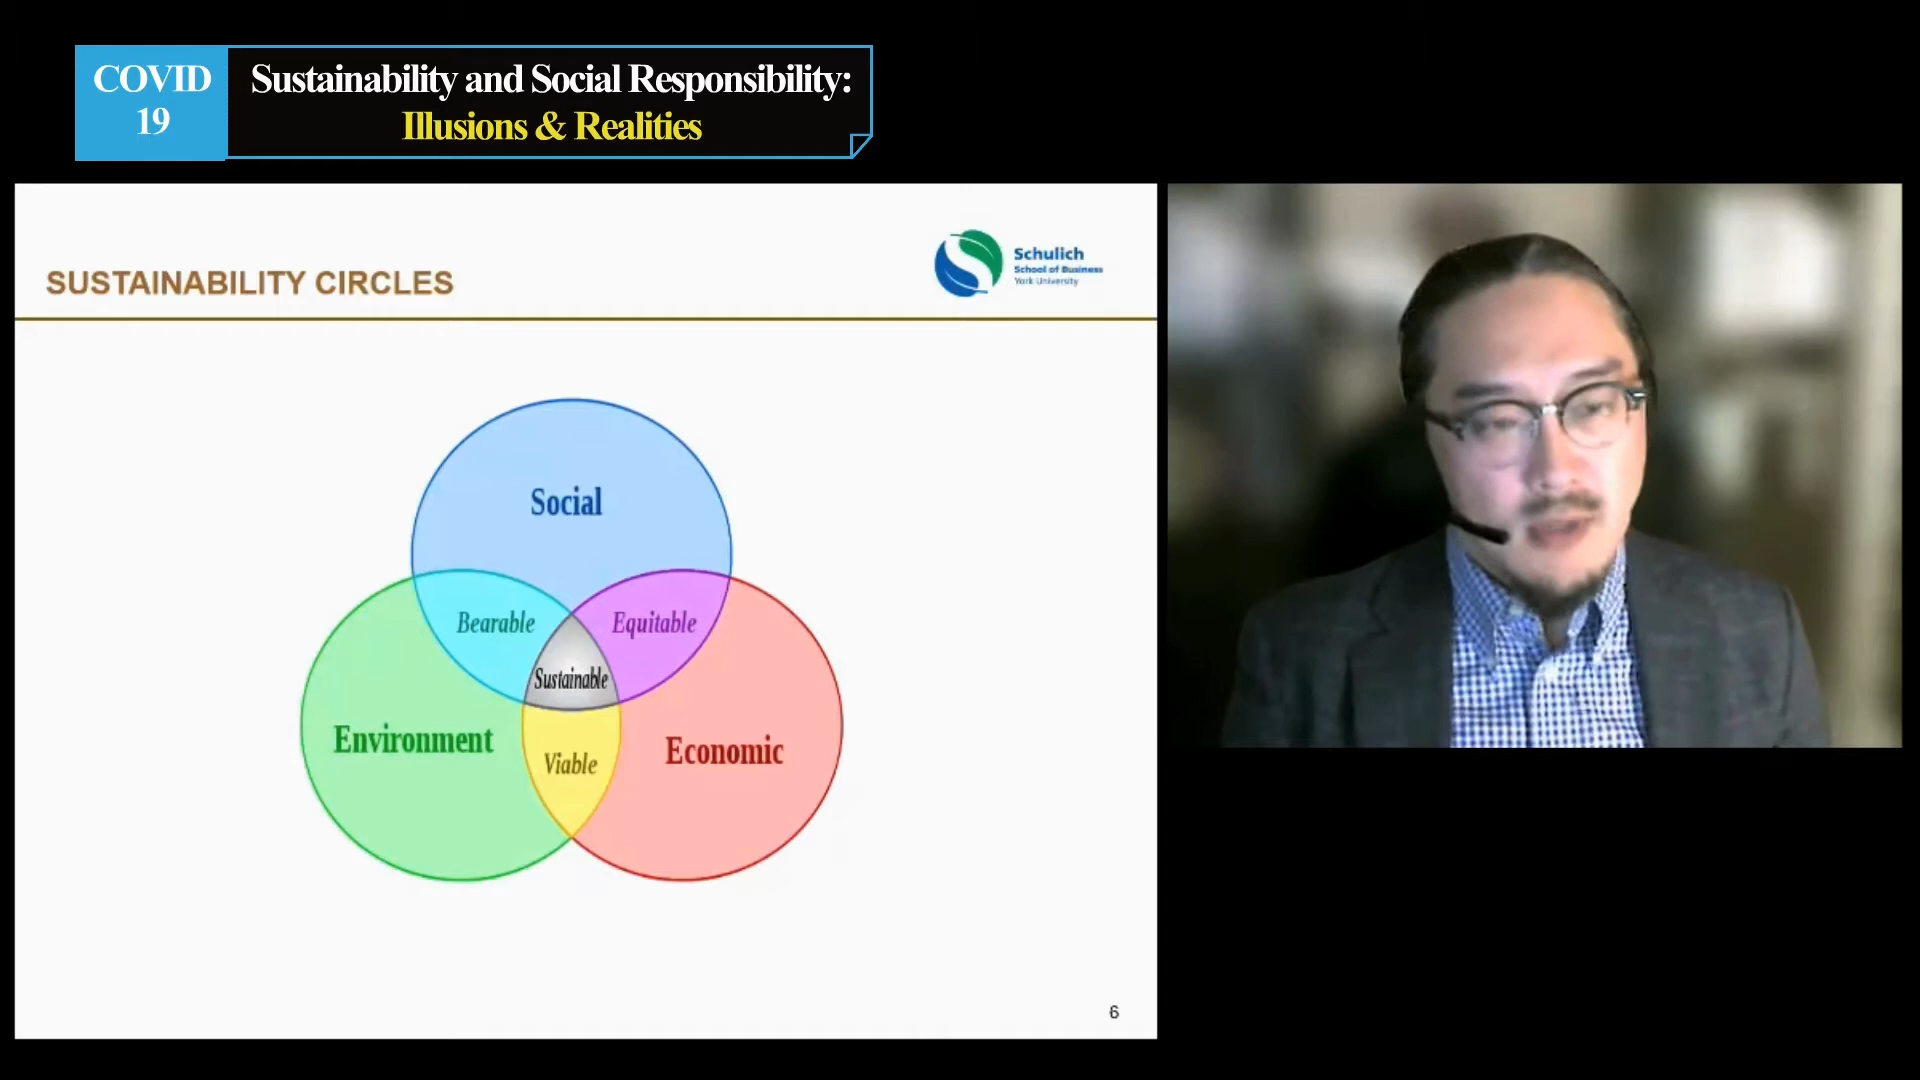 COVID
19
Sustainability and Social Responsibility:
Illusions & Realities
SUSTAINABILITY CIRCLES
Schulich
School of Business
York University
Social
Bearable
Equitable
Sustainable
Environment
Economic
Viable
6